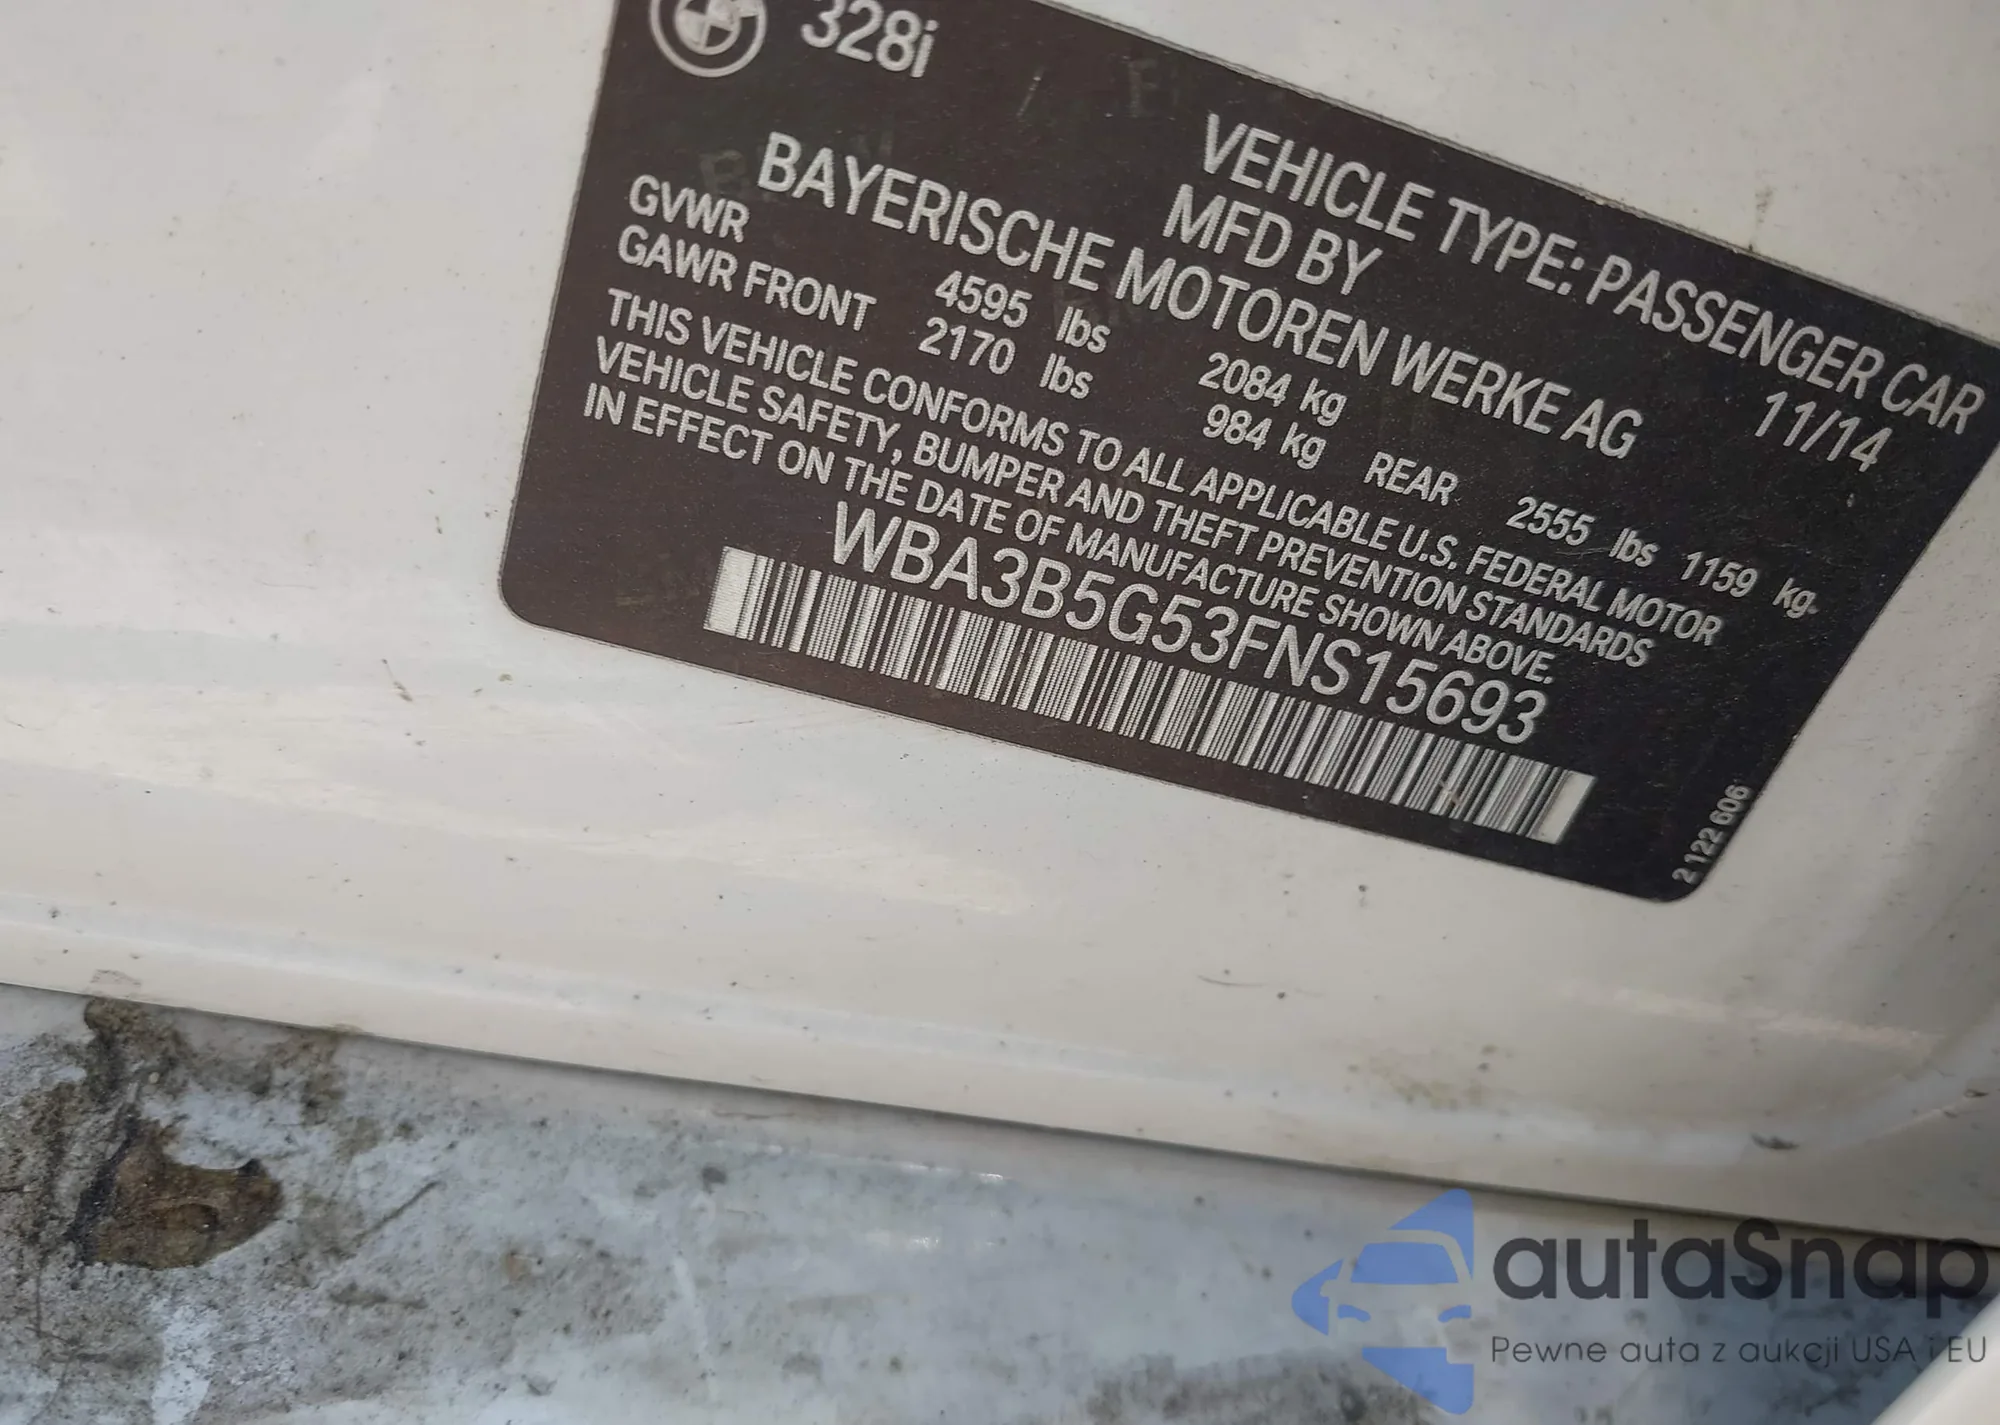 328i
VEHICLE TYPE: PASSENGER CAR
MFD BY 11/14
BAYERISCHE MOTOREN WERKE AG
GVWR 4595 lbs 2084 kg
GAWR FRONT 2170 lbs 984 kg REAR 2555 lbs 1159 kg
THIS VEHICLE CONFORMS TO ALL APPLICABLE U.S. FEDERAL MOTOR
VEHICLE SAFETY, BUMPER AND THEFT PREVENTION STANDARDS
IN EFFECT ON THE DATE OF MANUFACTURE SHOWN ABOVE.
WBA3B5G53FNS15693
2 122 606
autaSnap
Pewne auta z aukcji USA i EU